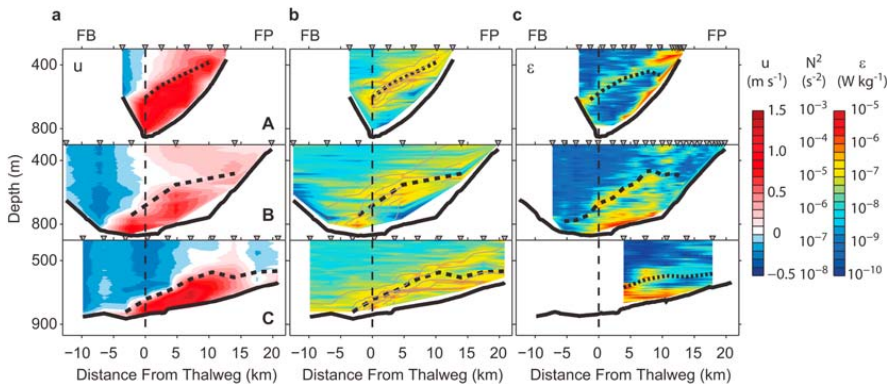 a b c
FB FP FB FP FB FP
u ε u N² ε
(m s⁻¹) (s⁻²) (W kg⁻¹)
400
800
A
400
800
B
500
900
C
Depth (m)
1.5 10⁻³ 10⁻⁵
1.0 10⁻⁴ 10⁻⁶
10⁻⁵ 10⁻⁷
0.5 10⁻⁶ 10⁻⁸
0 10⁻⁷ 10⁻⁹
−0.5 10⁻⁸ 10⁻¹⁰
−10 −5 0 5 10 15 20 −10 −5 0 5 10 15 20 −10 −5 0 5 10 15 20
Distance From Thalweg (km) Distance From Thalweg (km) Distance From Thalweg (km)